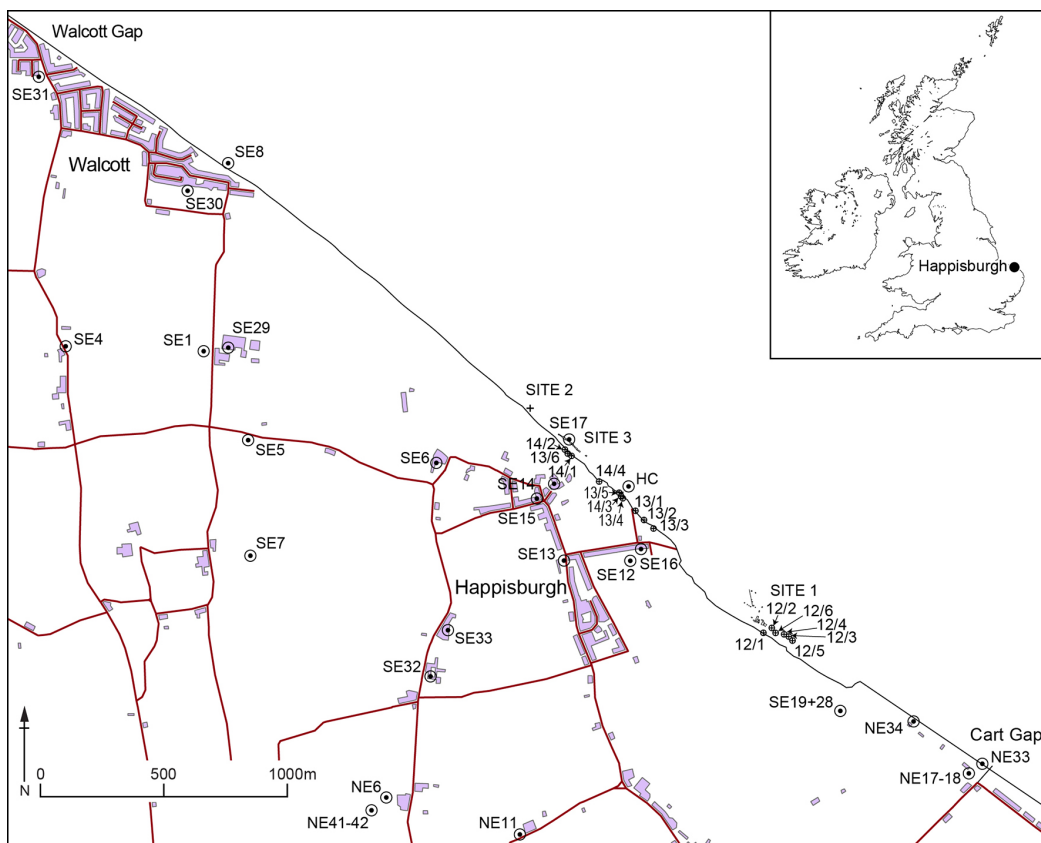 Walcott Gap
SE31
SE8
Walcott
SE30
Happisburgh
SE4
SE1
SE29
SITE 2
SE17
SITE 3
SE5
14/2
13/6
SE6
14/1
14/4
HC
SE14
13/5
14/3
13/4
13/1
13/2
13/3
SE15
SE7
SE13
SE12
SE16
Happisburgh
SITE 1
12/2
12/6
12/4
12/3
12/1
12/5
SE33
SE32
SE19+28
NE34
Cart Gap
NE33
NE17-18
N
0
500
1000m
NE6
NE41-42
NE11